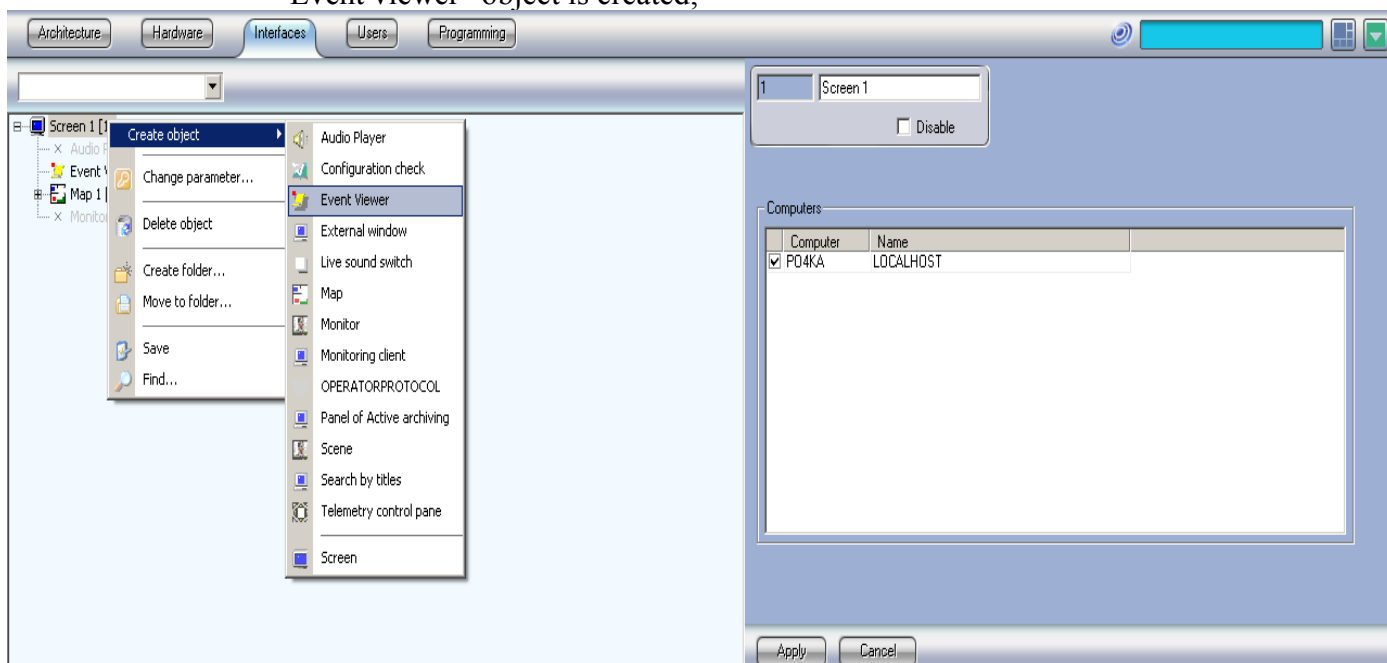 Event viewer" object is created;
Architecture Hardware Interfaces Users Programming
1 Screen 1
Disable
Screen 1 [1
Audio P
Event V
Map 1 [
Monitor
Create object
Change parameter...
Delete object
Create folder...
Move to folder...
Save
Find...
Audio Player
Configuration check
Event Viewer
External window
Live sound switch
Map
Monitor
Monitoring client
OPERATORPROTOCOL
Panel of Active archiving
Scene
Search by titles
Telemetry control pane
Screen
Computers
Computer Name
PO4KA LOCALHOST
Apply Cancel